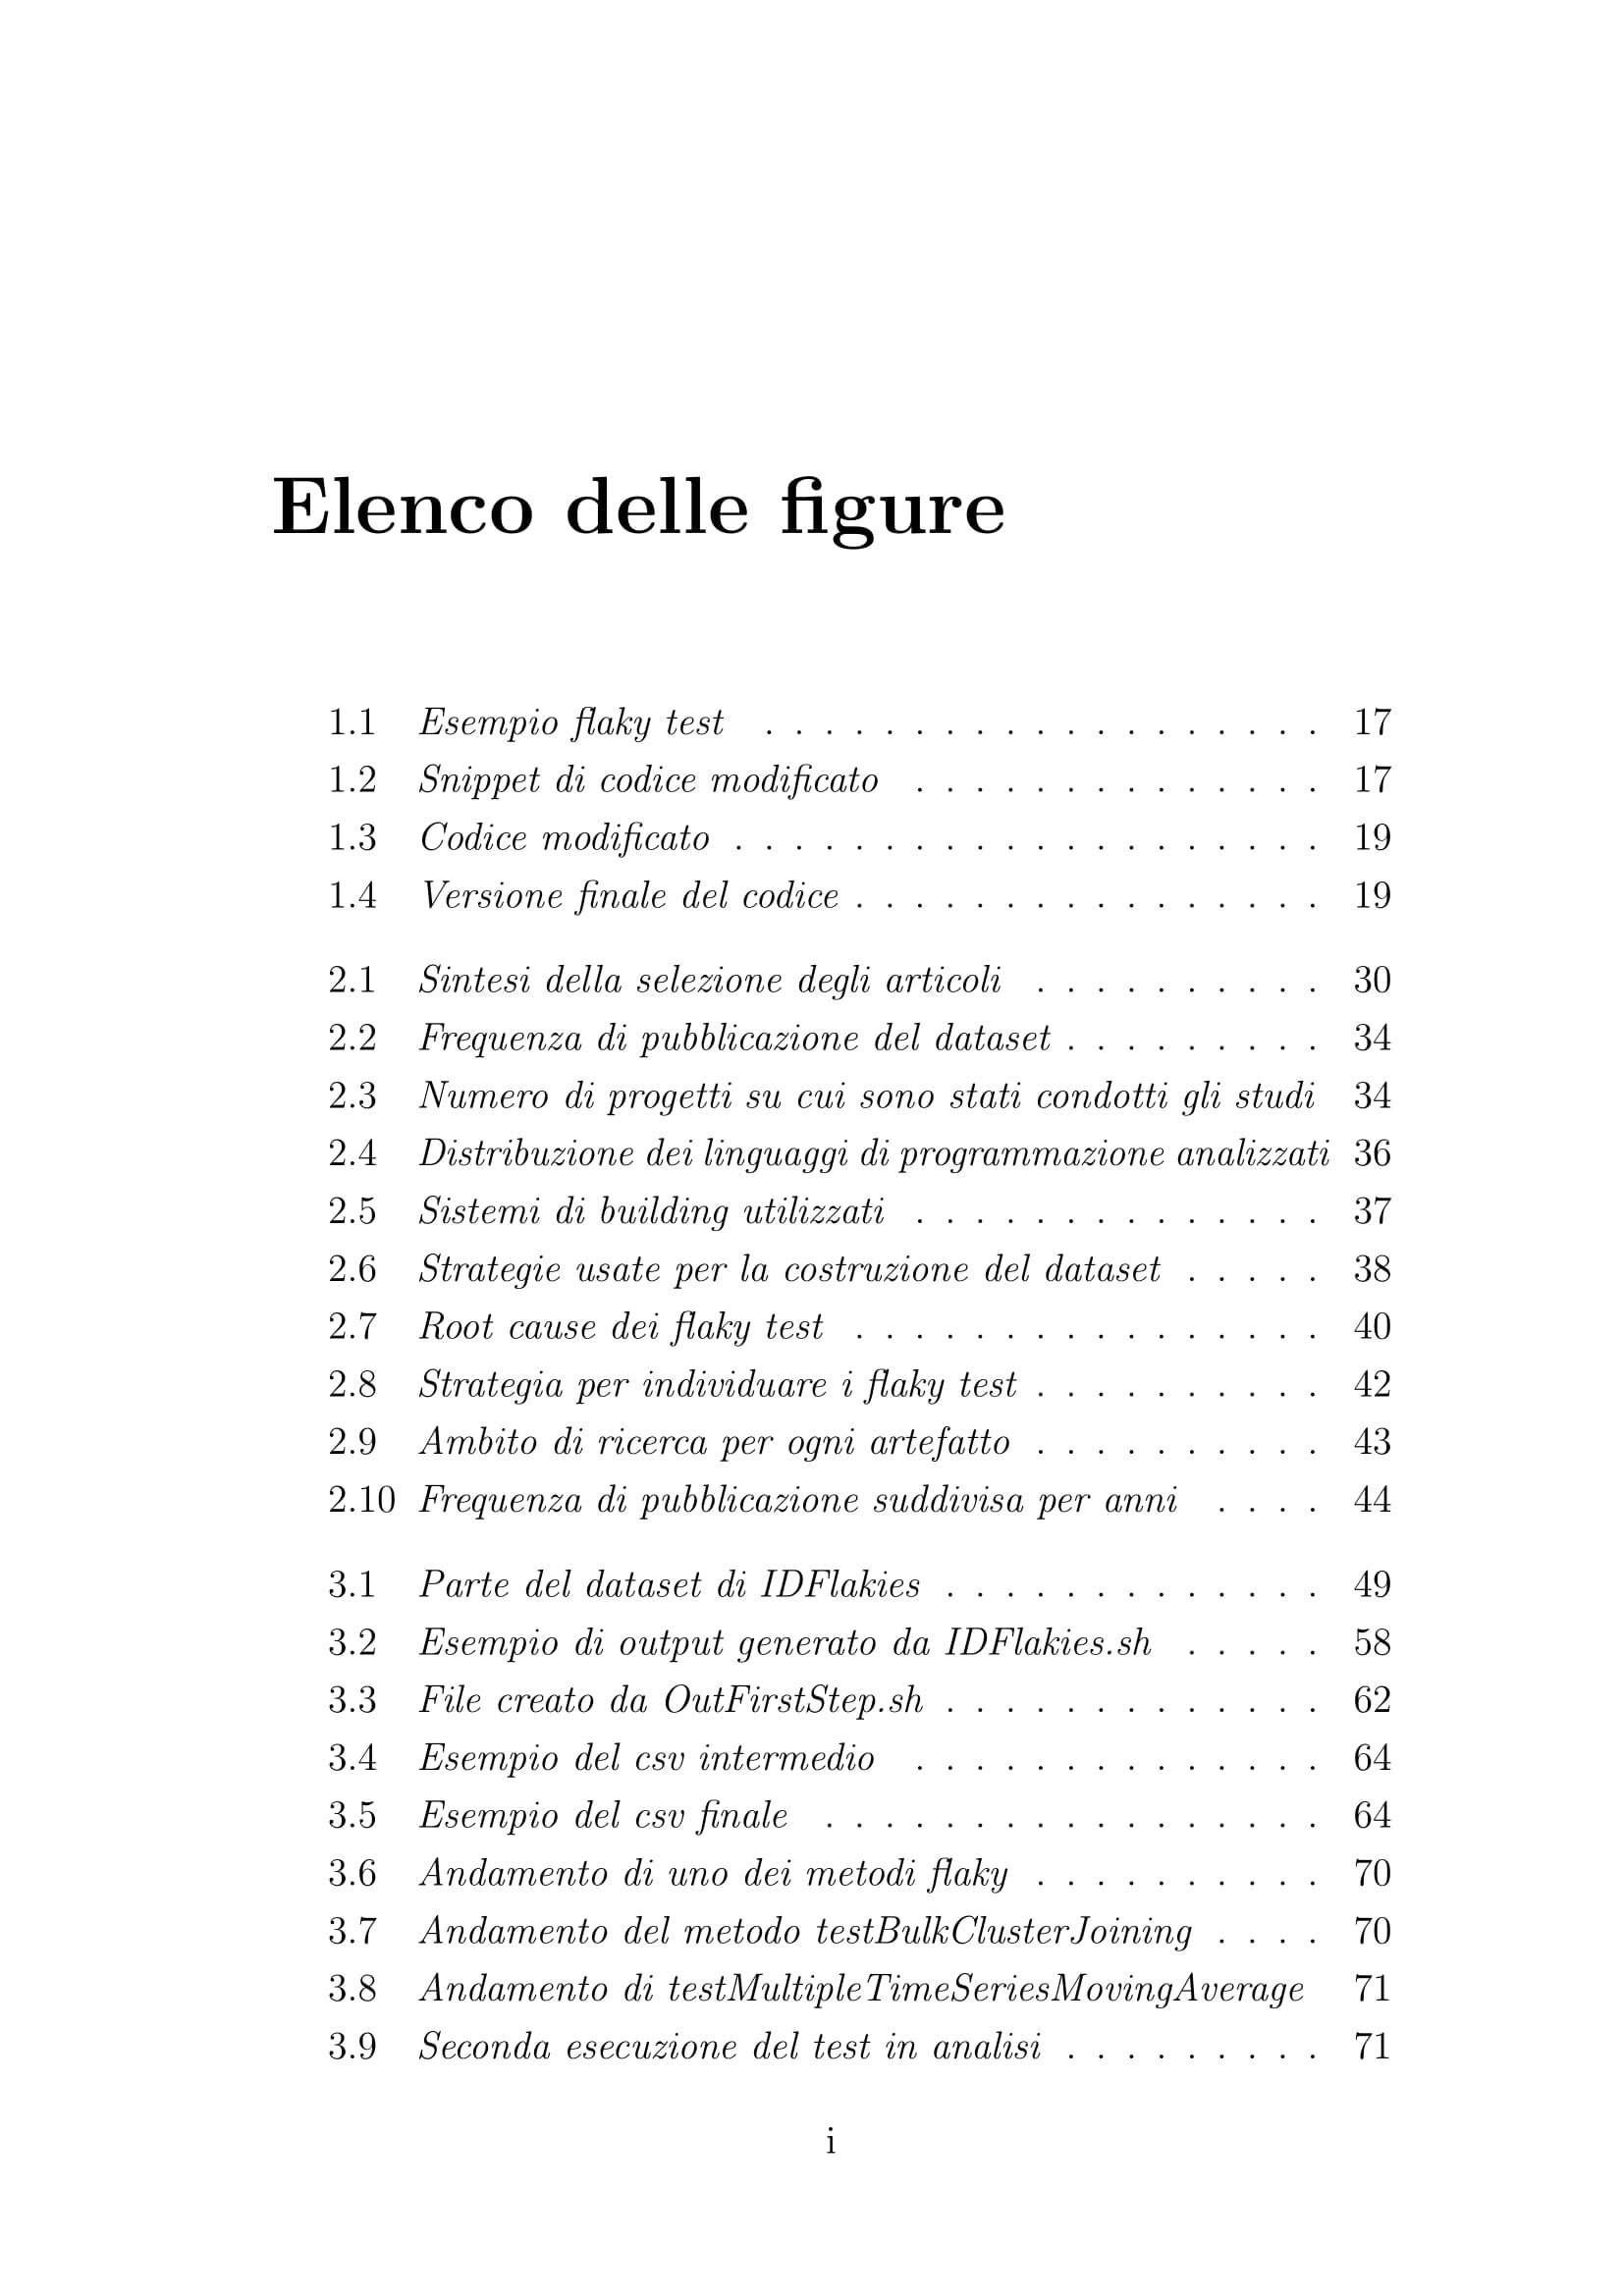 Elenco delle figure
1.1 Esempio flaky test . . . . . . . . . . . . . . . . . . . 17
1.2 Snippet di codice modificato . . . . . . . . . . . . . . 17
1.3 Codice modificato . . . . . . . . . . . . . . . . . . . . 19
1.4 Versione finale del codice . . . . . . . . . . . . . . . . 19
2.1 Sintesi della selezione degli articoli . . . . . . . . . . 30
2.2 Frequenza di pubblicazione del dataset . . . . . . . . . 34
2.3 Numero di progetti su cui sono stati condotti gli studi 34
2.4 Distribuzione dei linguaggi di programmazione analizzati 36
2.5 Sistemi di building utilizzati . . . . . . . . . . . . . . 37
2.6 Strategie usate per la costruzione del dataset . . . . . 38
2.7 Root cause dei flaky test . . . . . . . . . . . . . . . . 40
2.8 Strategia per individuare i flaky test . . . . . . . . . . 42
2.9 Ambito di ricerca per ogni artefatto . . . . . . . . . . 43
2.10 Frequenza di pubblicazione suddivisa per anni . . . . 44
3.1 Parte del dataset di IDFlakies . . . . . . . . . . . . . 49
3.2 Esempio di output generato da IDFlakies.sh . . . . . 58
3.3 File creato da OutFirstStep.sh . . . . . . . . . . . . . 62
3.4 Esempio del csv intermedio . . . . . . . . . . . . . . 64
3.5 Esempio del csv finale . . . . . . . . . . . . . . . . . 64
3.6 Andamento di uno dei metodi flaky . . . . . . . . . . 70
3.7 Andamento del metodo testBulkClusterJoining . . . . 70
3.8 Andamento di testMultipleTimeSeriesMovingAverage 71
3.9 Seconda esecuzione del test in analisi . . . . . . . . . 71
i